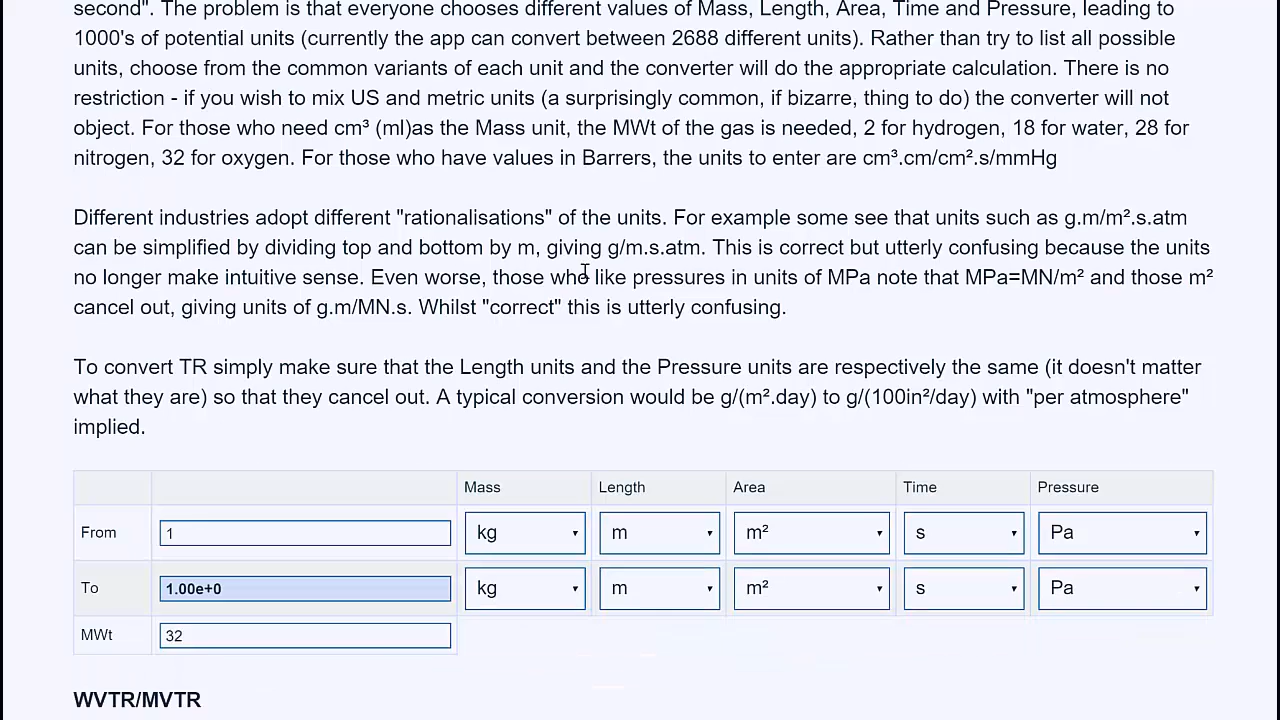 second". The problem is that everyone chooses different values of Mass, Length, Area, Time and Pressure, leading to
1000's of potential units (currently the app can convert between 2688 different units). Rather than try to list all possible
units, choose from the common variants of each unit and the converter will do the appropriate calculation. There is no
restriction - if you wish to mix US and metric units (a surprisingly common, if bizarre, thing to do) the converter will not
object. For those who need cm³ (ml)as the Mass unit, the MWt of the gas is needed, 2 for hydrogen, 18 for water, 28 for
nitrogen, 32 for oxygen. For those who have values in Barrers, the units to enter are cm³.cm/cm².s/mmHg
Different industries adopt different "rationalisations" of the units. For example some see that units such as g.m/m².s.atm
can be simplified by dividing top and bottom by m, giving g/m.s.atm. This is correct but utterly confusing because the units
no longer make intuitive sense. Even worse, those who like pressures in units of MPa note that MPa=MN/m² and those m²
cancel out, giving units of g.m/MN.s. Whilst "correct" this is utterly confusing.
To convert TR simply make sure that the Length units and the Pressure units are respectively the same (it doesn't matter
what they are) so that they cancel out. A typical conversion would be g/(m².day) to g/(100in²/day) with "per atmosphere"
implied.
Mass Length Area Time Pressure
From 1 kg m m² s Pa
To 1.00e+0 kg m m² s Pa
MWt 32
WVTR/MVTR